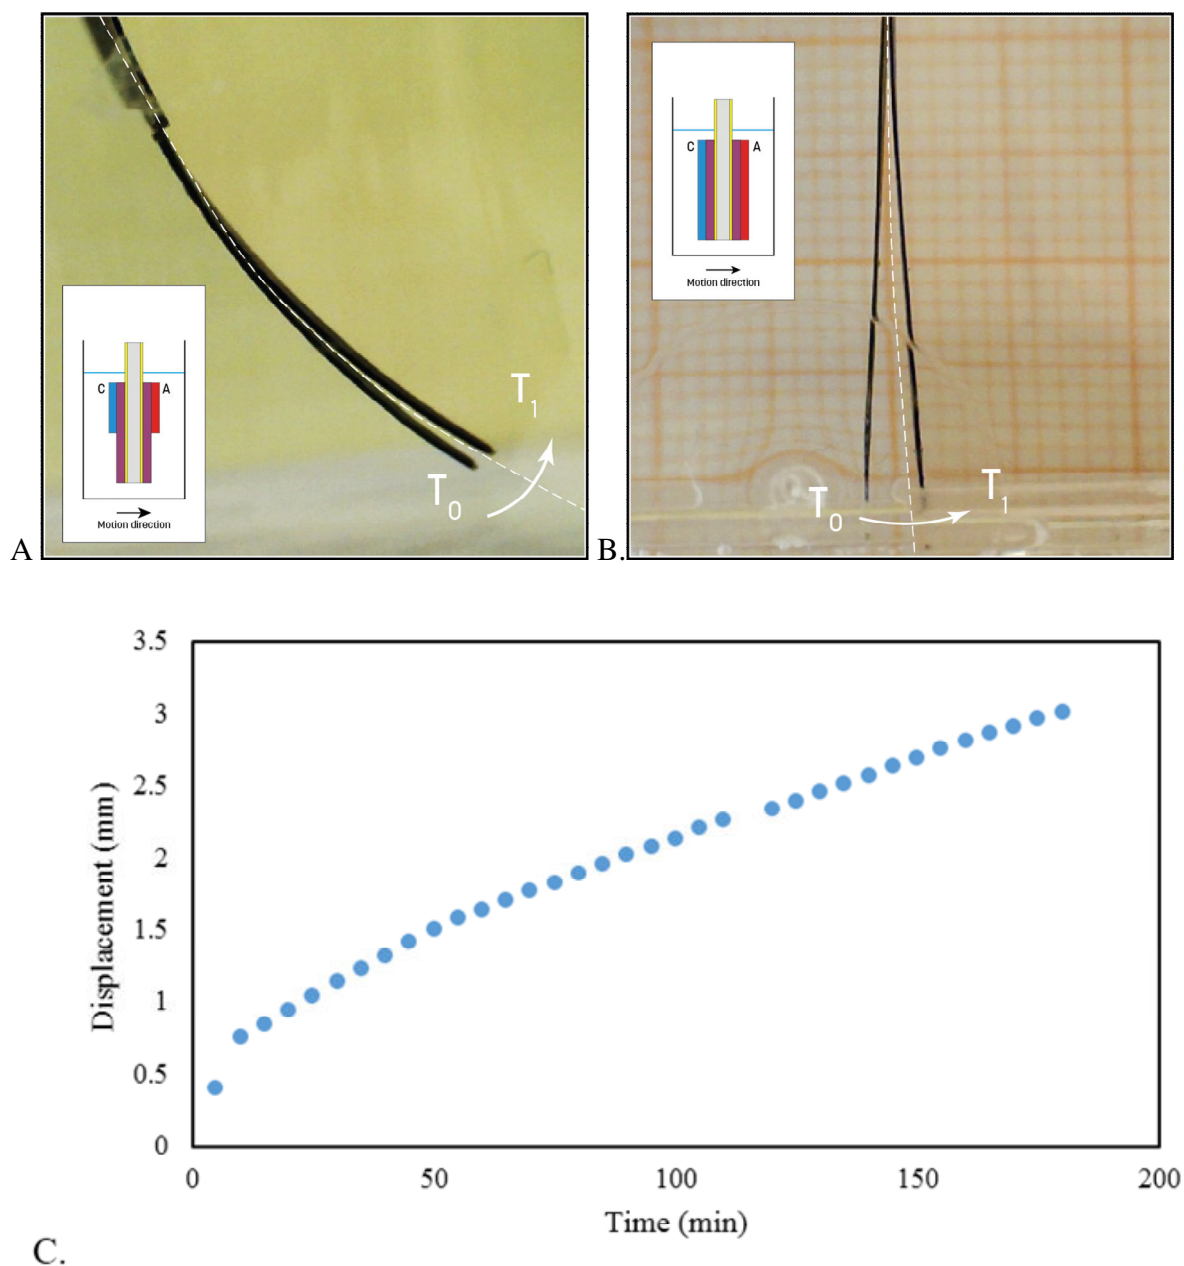 T1
T0
C A
Motion direction
A
C A
Motion direction
T0
T1
B.
3.5
3
2.5
2
1.5
1
0.5
0
Displacement (mm)
0 50 100 150 200
Time (min)
C.